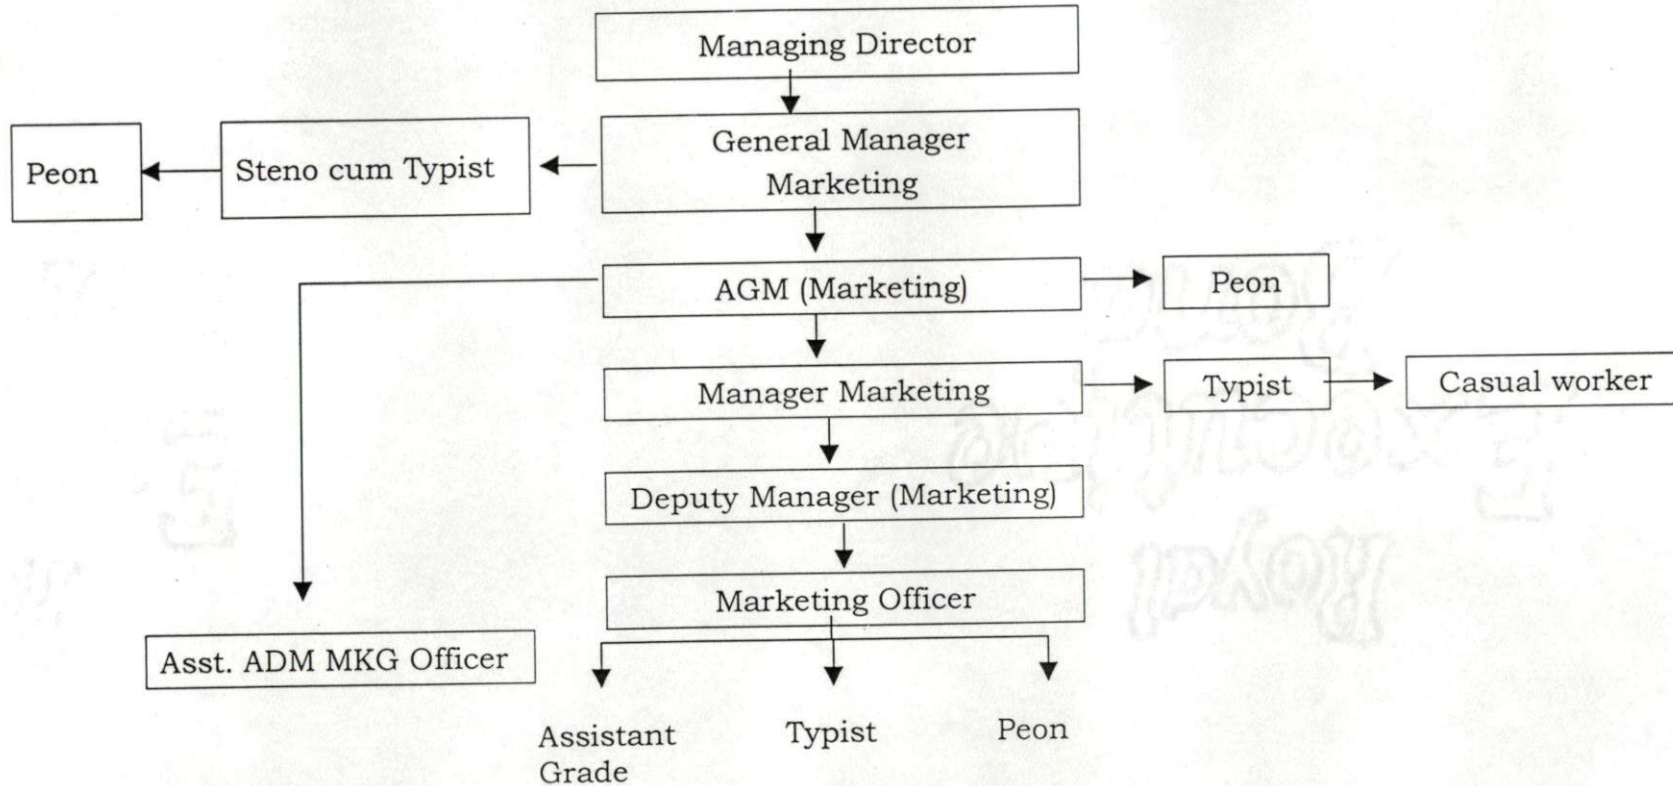 Managing Director
General Manager
Marketing
Peon
Steno cum Typist
AGM (Marketing)
Peon
Manager Marketing
Typist
Casual worker
Deputy Manager (Marketing)
Marketing Officer
Asst. ADM MKG Officer
Assistant
Grade
Typist
Peon